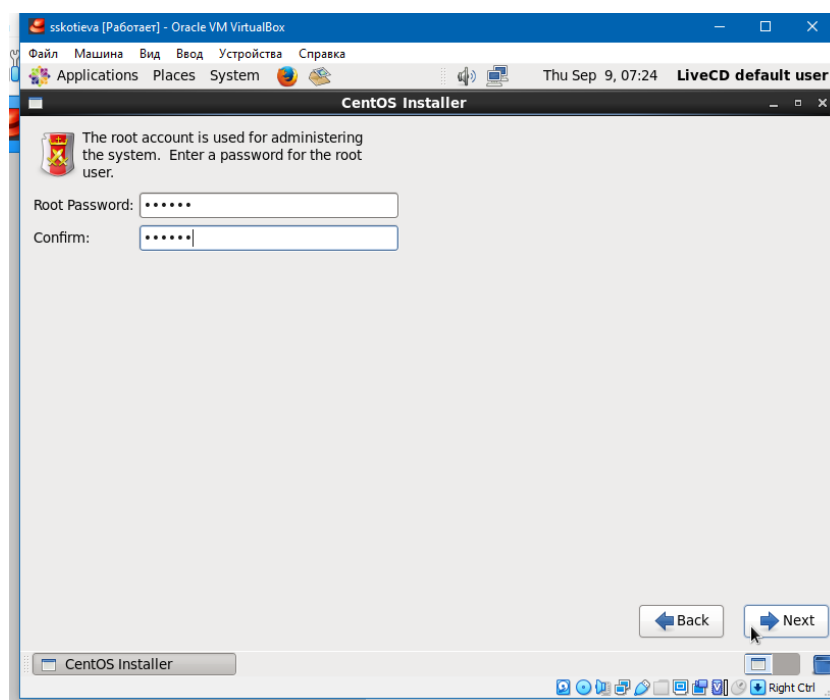 sskotieva [Работает] - Oracle VM VirtualBox
Файл Машина Вид Ввод Устройства Справка
Applications Places System Thu Sep 9, 07:24 LiveCD default user
CentOS Installer
The root account is used for administering
the system. Enter a password for the root
user.
Root Password: ••••••
Confirm: ••••••
Back Next
CentOS Installer
Right Ctrl